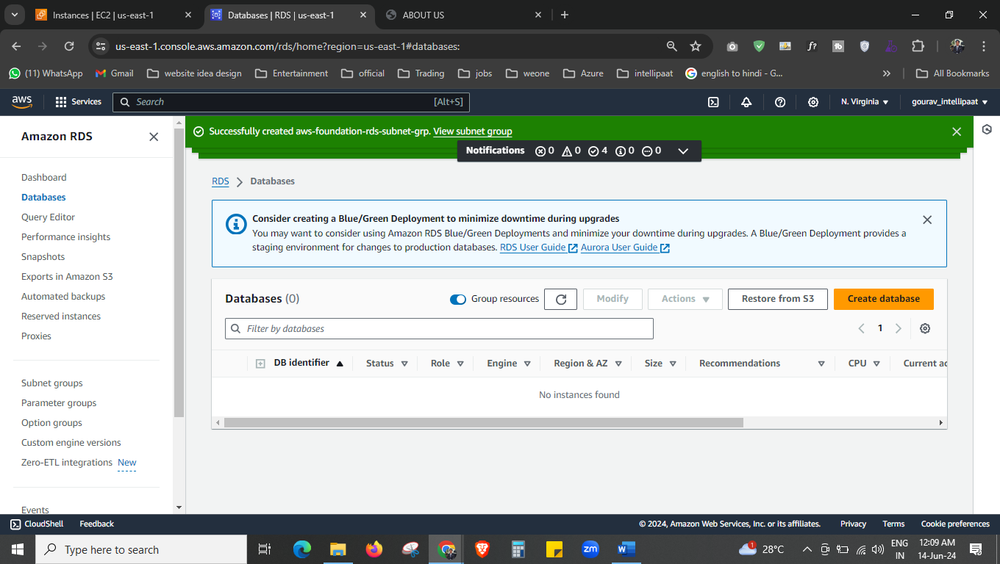 Instances | EC2 | us-east-1
Databases | RDS | us-east-1
ABOUT US
us-east-1.console.aws.amazon.com/rds/home?region=us-east-1#databases:
f?
(11) WhatsApp
Gmail
website idea design
Entertainment
official
Trading
jobs
weone
Azure
intellipaat
english to hindi - G...
All Bookmarks
aws
Services
Search
[Alt+S]
N. Virginia
gourav_intellipaat
Amazon RDS
Dashboard
Databases
Query Editor
Performance insights
Snapshots
Exports in Amazon S3
Automated backups
Reserved instances
Proxies
Subnet groups
Parameter groups
Option groups
Custom engine versions
Zero-ETL integrations New
Events
Successfully created aws-foundation-rds-subnet-grp. View subnet group
Notifications 0 0 4 0 0
RDS > Databases
Consider creating a Blue/Green Deployment to minimize downtime during upgrades
You may want to consider using Amazon RDS Blue/Green Deployments and minimize your downtime during upgrades. A Blue/Green Deployment provides a
staging environment for changes to production databases. RDS User Guide Aurora User Guide
Databases (0)
Group resources
Modify
Actions
Restore from S3
Create database
Filter by databases
1
DB identifier
Status
Role
Engine
Region & AZ
Size
Recommendations
CPU
Current ac
No instances found
CloudShell
Feedback
© 2024, Amazon Web Services, Inc. or its affiliates.
Privacy
Terms
Cookie preferences
Type here to search
zm
W
1
28°C
ENG
IN
12:09 AM
14-Jun-24